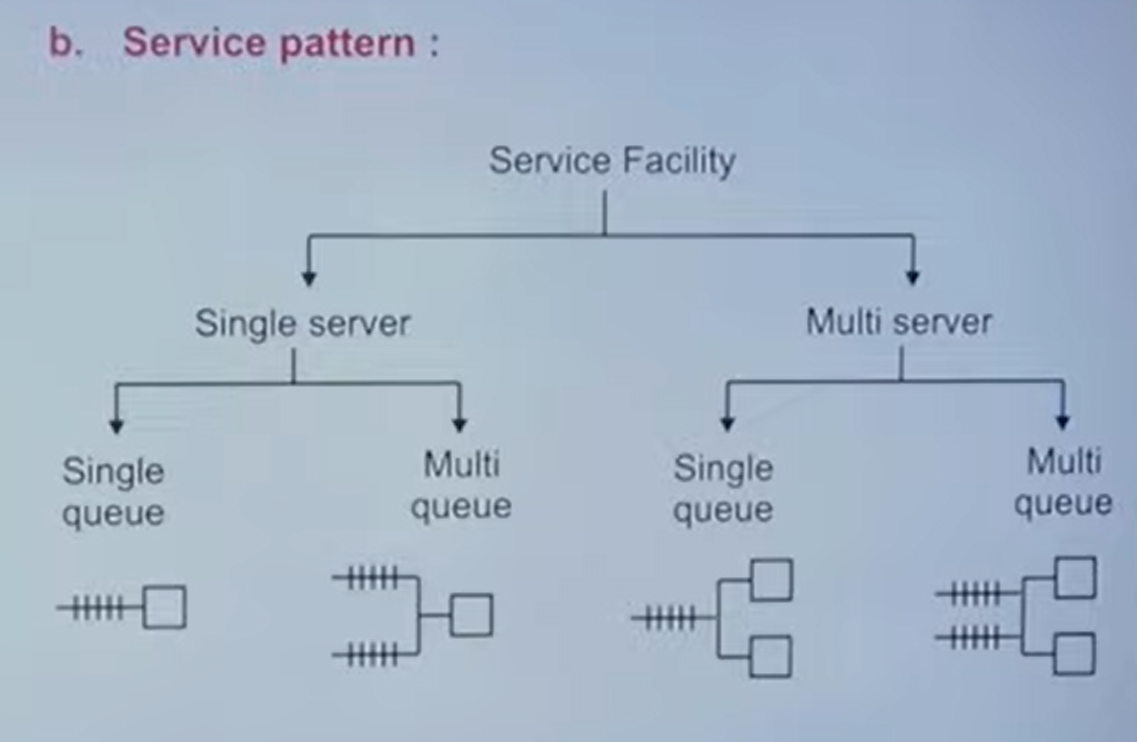 b. Service pattern :
Service Facility
Single server
Multi server
Single
queue
Multi
queue
Single
queue
Multi
queue